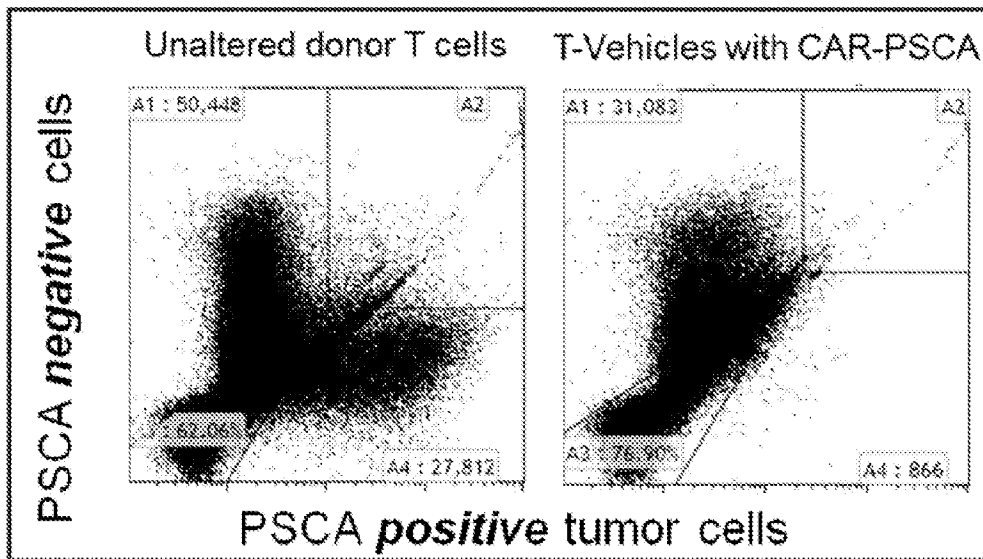 Unaltered donor T cells
T-Vehicles with CAR-PSCA
PSCA negative cells
A1 : 50,448
A2
A4 : 27,812
A1 : 31,083
A2
A3 : 76.90%
A4 : 866
PSCA positive tumor cells